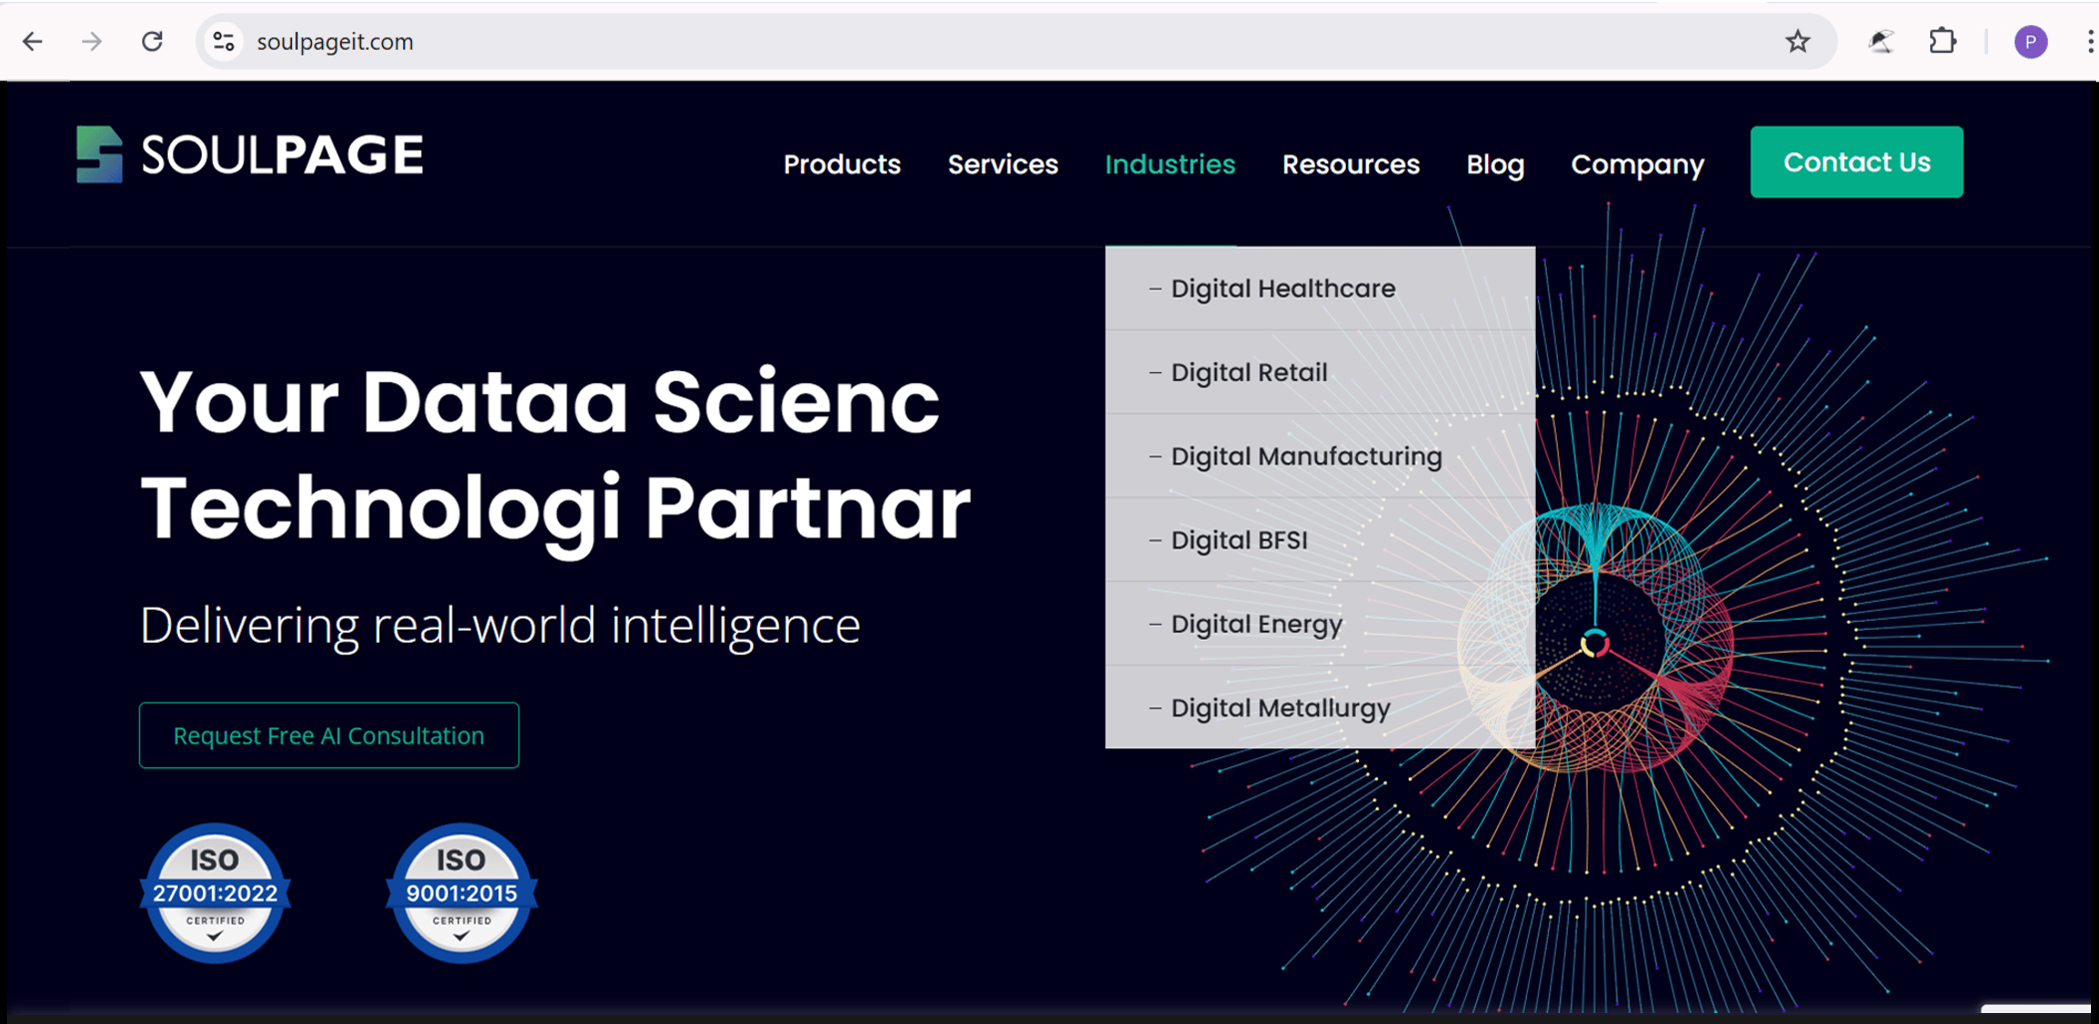 soulpageit.com
P
SOULPAGE
Products Services Industries Resources Blog Company Contact Us
– Digital Healthcare
– Digital Retail
– Digital Manufacturing
– Digital BFSI
– Digital Energy
– Digital Metallurgy
Your Dataa Scienc
Technologi Partnar
Delivering real-world intelligence
Request Free AI Consultation
ISO
27001:2022
CERTIFIED
ISO
9001:2015
CERTIFIED